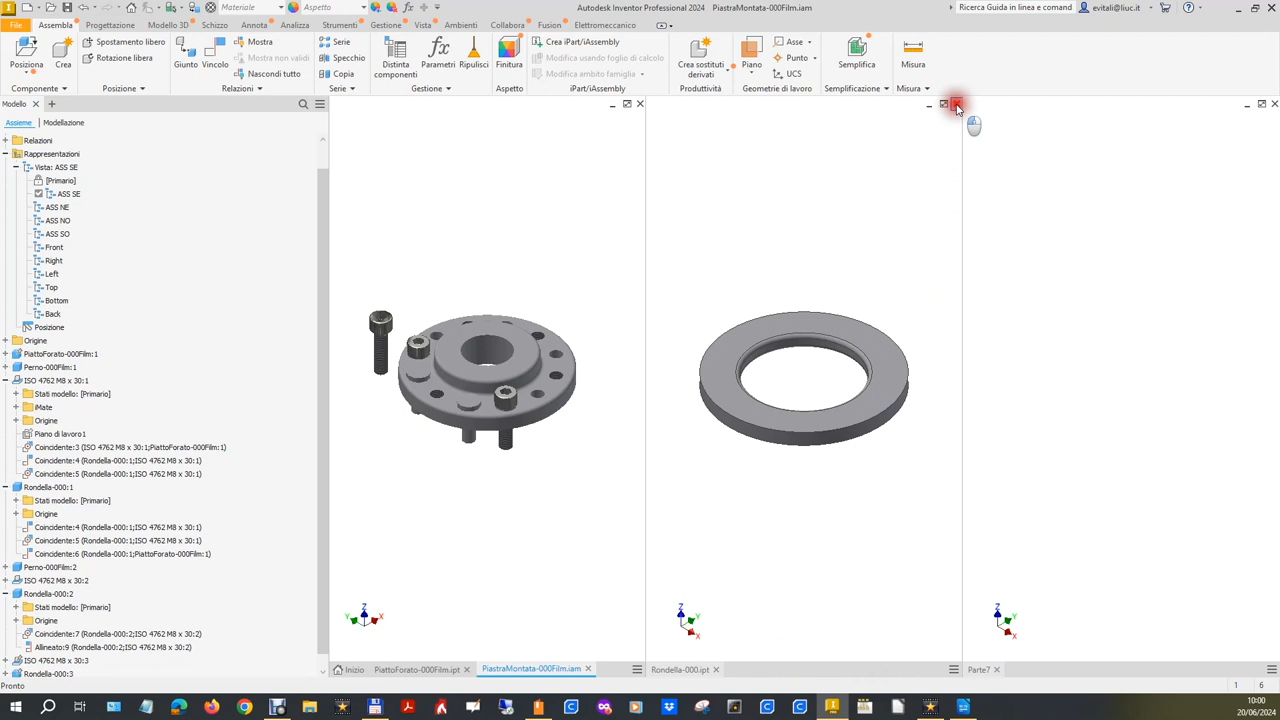 Autodesk Inventor Professional 2024 PiastraMontata-000Film.iam
Materiale Aspetto
Ricerca Guida in linea e comand evitali@liuc.it
File Assembla Progettazione Modello 3D Schizzo Annota Analizza Strumenti Gestione Vista Ambienti Collabora Fusion Elettromeccanico
Posiziona Crea
Spostamento libero
Rotazione libera
Giunto Vincolo
Mostra
Mostra non validi
Nascondi tutto
Serie
Specchio
Copia
Distinta componenti
Parametri
Ripulisci
Finitura
Crea iPart/iAssembly
Modifica usando foglio di calcolo
Modifica ambito famiglia
Crea sostituti derivati
Piano
Asse
Punto
UCS
Semplifica
Misura
Componente Posizione Relazioni Serie Gestione Aspetto iPart/iAssembly Produttività Geometrie di lavoro Semplificazione Misura
Modello
Assieme Modellazione
Relazioni
Rappresentazioni
Vista: ASS SE
[Primario]
ASS SE
ASS NE
ASS NO
ASS SO
Front
Right
Left
Top
Bottom
Back
Posizione
Origine
PiattoForato-000Film:1
Perno-000Film:1
ISO 4762 M8 x 30:1
Stati modello: [Primario]
iMate
Origine
Piano di lavoro1
Coincidente:3 (ISO 4762 M8 x 30:1;PiattoForato-000Film:1)
Coincidente:4 (Rondella-000:1;ISO 4762 M8 x 30:1)
Coincidente:5 (Rondella-000:1;ISO 4762 M8 x 30:1)
Rondella-000:1
Stati modello: [Primario]
Origine
Coincidente:4 (Rondella-000:1;ISO 4762 M8 x 30:1)
Coincidente:5 (Rondella-000:1;ISO 4762 M8 x 30:1)
Coincidente:6 (Rondella-000:1;PiattoForato-000Film:1)
Perno-000Film:2
ISO 4762 M8 x 30:2
Rondella-000:2
Stati modello: [Primario]
Origine
Coincidente:7 (Rondella-000:2;ISO 4762 M8 x 30:2)
Allineato:9 (Rondella-000:2;ISO 4762 M8 x 30:2)
ISO 4762 M8 x 30:3
Rondella-000:3
Z Y X
Z Y X
Z Y X
Inizio PiattoForato-000Film.ipt PiastraMontata-000Film.iam Rondella-000.ipt Parte7
Pronto
1 6
10:00
20/06/2024